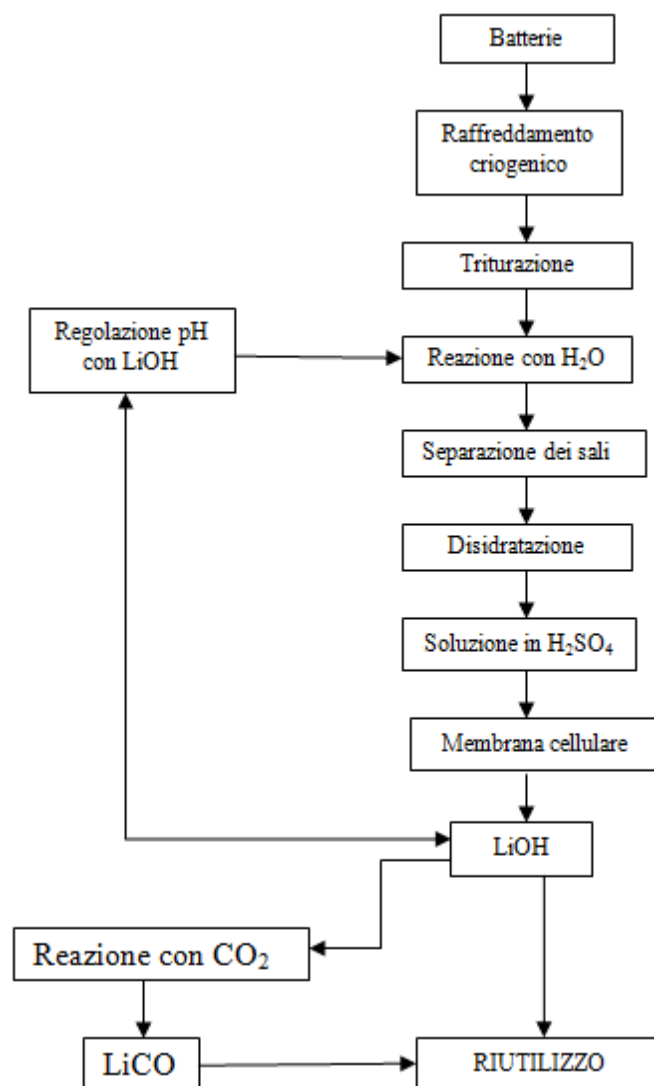 Batterie
Raffreddamento
criogenico
Triturazione
Regolazione pH
con LiOH
Reazione con H₂O
Separazione dei sali
Disidratazione
Soluzione in H₂SO₄
Membrana cellulare
LiOH
Reazione con CO₂
LiCO
RIUTILIZZO